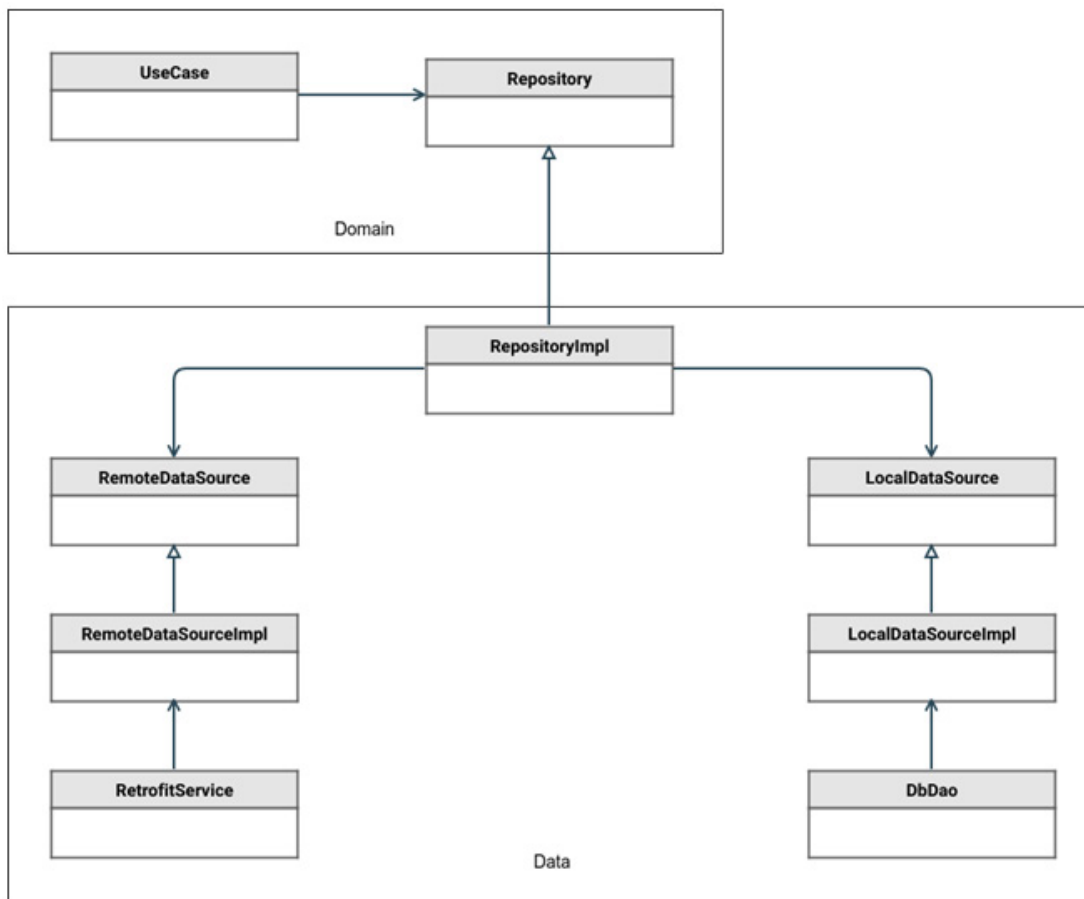 UseCase
Repository
Domain
RepositoryImpl
RemoteDataSource
LocalDataSource
RemoteDataSourceImpl
LocalDataSourceImpl
RetrofitService
DbDao
Data